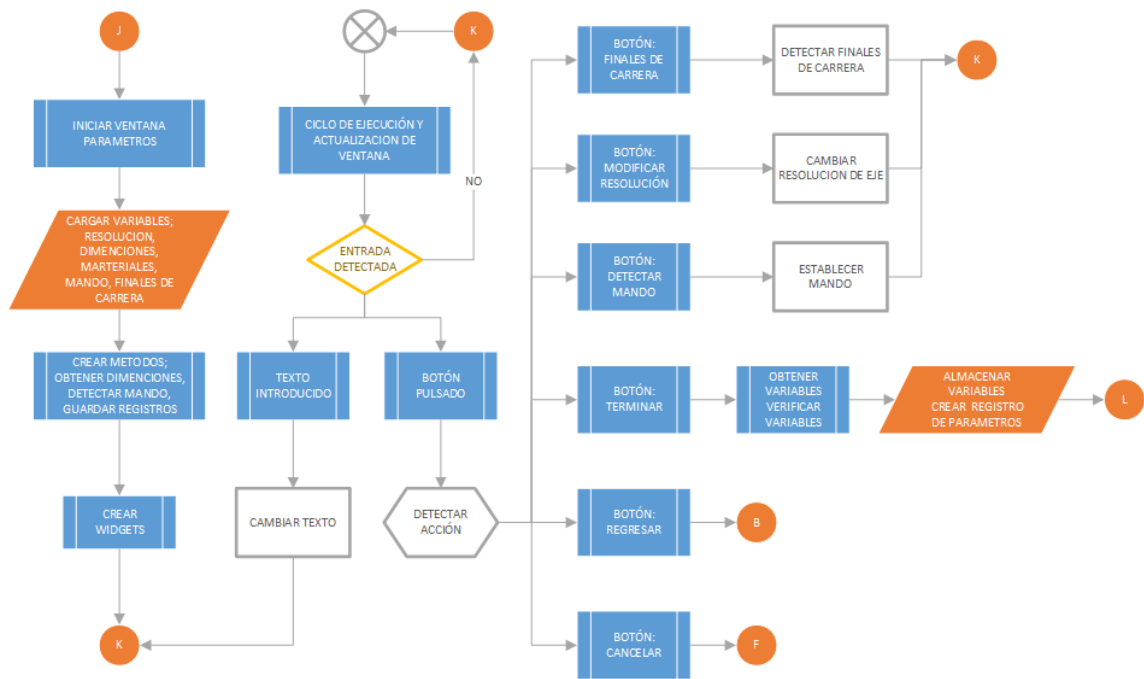 J
INICIAR VENTANA
PARAMETROS
CARGAR VARIABLES;
RESOLUCION,
DIMENCIONES,
MARTERIALES,
MANDO, FINALES DE
CARRERA
CREAR METODOS;
OBTENER DIMENCIONES,
DETECTAR MANDO,
GUARDAR REGISTROS
CREAR
WIDGETS
K
K
CICLO DE EJECUCIÓN Y
ACTUALIZACION DE
VENTANA
NO
ENTRADA
DETECTADA
TEXTO
INTRODUCIDO
CAMBIAR TEXTO
BOTÓN
PULSADO
DETECTAR
ACCIÓN
BOTÓN:
FINALES DE
CARRERA
DETECTAR FINALES
DE CARRERA
K
BOTÓN:
MODIFICAR
RESOLUCIÓN
CAMBIAR
RESOLUCION DE EJE
BOTÓN:
DETECTAR
MANDO
ESTABLECER
MANDO
BOTÓN:
TERMINAR
OBTENER
VARIABLES
VERIFICAR
VARIABLES
ALMACENAR
VARIABLES
CREAR REGISTRO
DE PARAMETROS
L
BOTÓN:
REGRESAR
B
BOTÓN:
CANCELAR
F